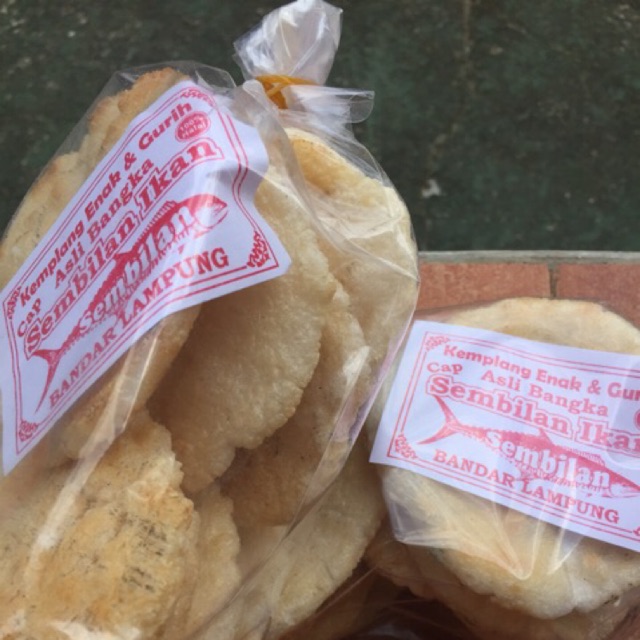 Kemplang Enak & Gurih
Asli Bangka
Cap Sembilan Ikan
Sembilan
BANDAR LAMPUNG
Kemplang Enak & Guri
Asli Bangka
Cap Sembilan Ikan
Sembilan
BANDAR LAMPUNG